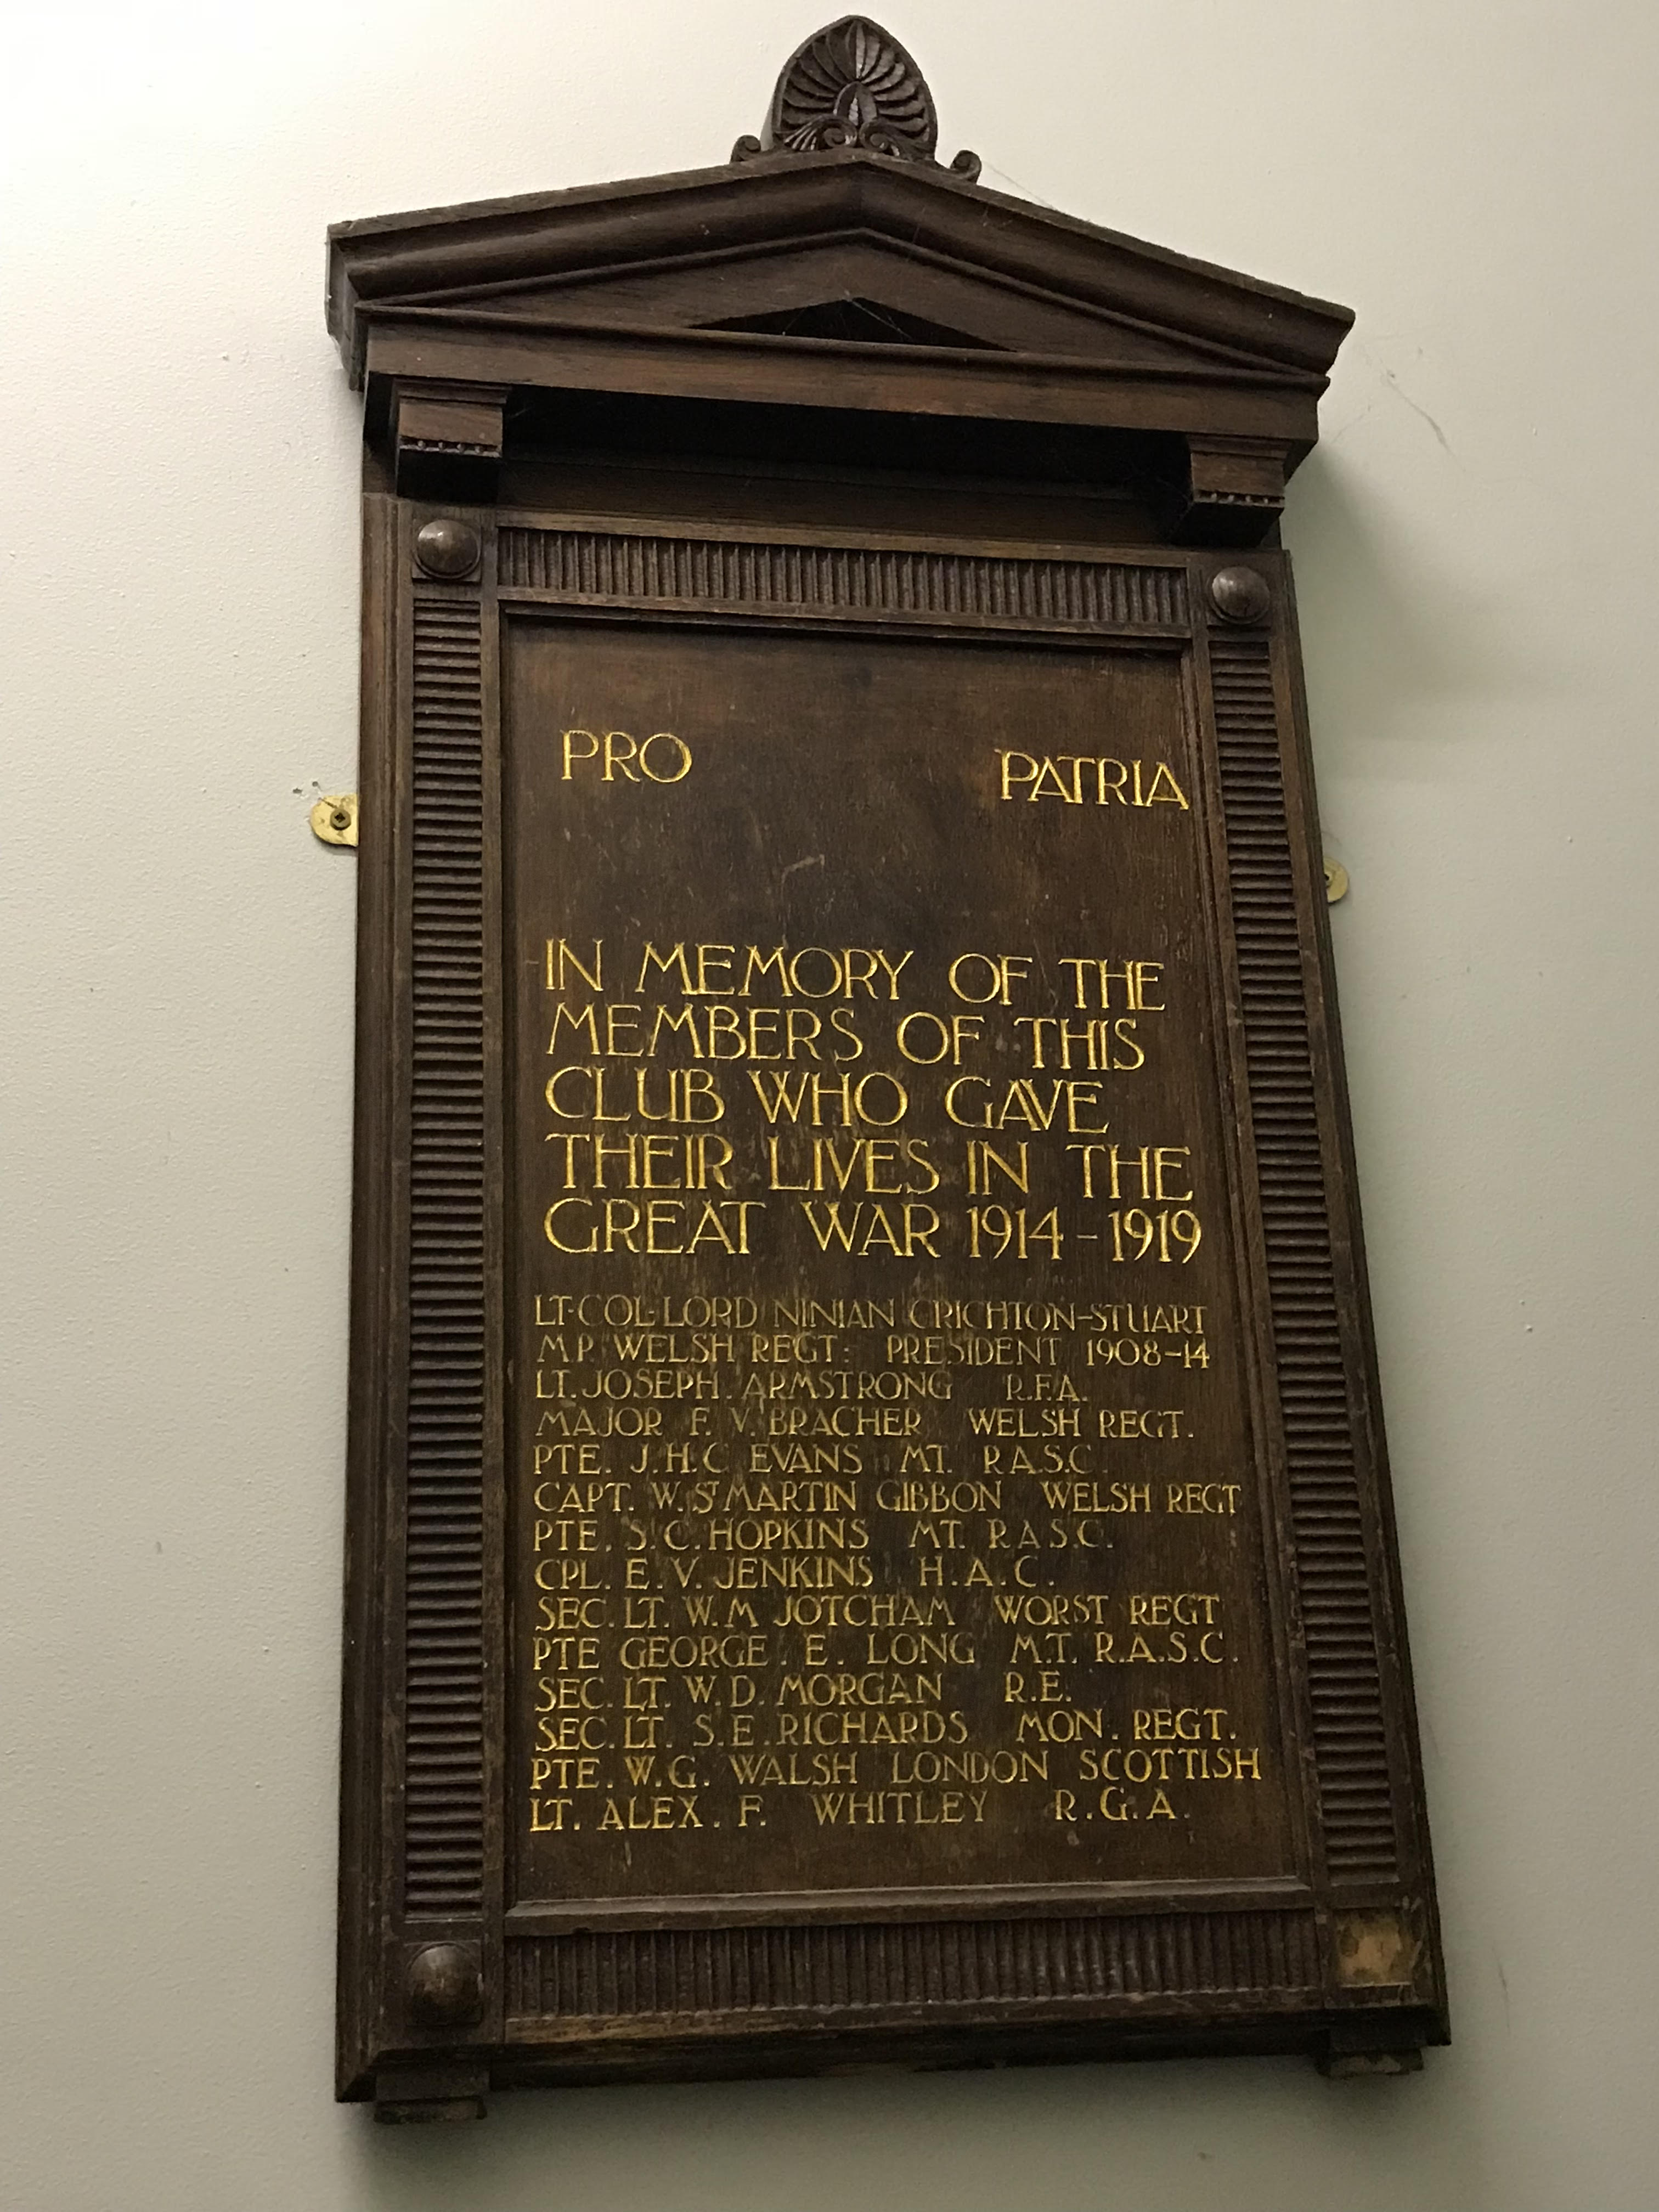 PRO PATRIA
IN MEMORY OF THE
MEMBERS OF THIS
CLUB WHO GAVE
THEIR LIVES IN THE
GREAT WAR 1914-1919
LT-COL-LORD NINIAN CRICHTON-STUART
M.P. WELSH REGT: PRESIDENT 1908-14
LT. JOSEPH. ARMSTRONG R.F.A.
MAJOR F. V. BRACHER WELSH REGT.
PTE. J.H.C. EVANS MT. R.A.S.C.
CAPT. W. ST MARTIN GIBBON WELSH REGT
PTE. S.C. HOPKINS MT. R.A.S.C.
CPL. E. V. JENKINS H.A.C.
SEC. LT. W.M JOTCHAM WORST REGT
PTE GEORGE. E. LONG M.T. R.A.S.C.
SEC. LT. W.D. MORGAN R.E.
SEC. LT. S.E. RICHARDS MON. REGT.
PTE. W.G. WALSH LONDON SCOTTISH
LT. ALEX. F. WHITLEY R.G.A.